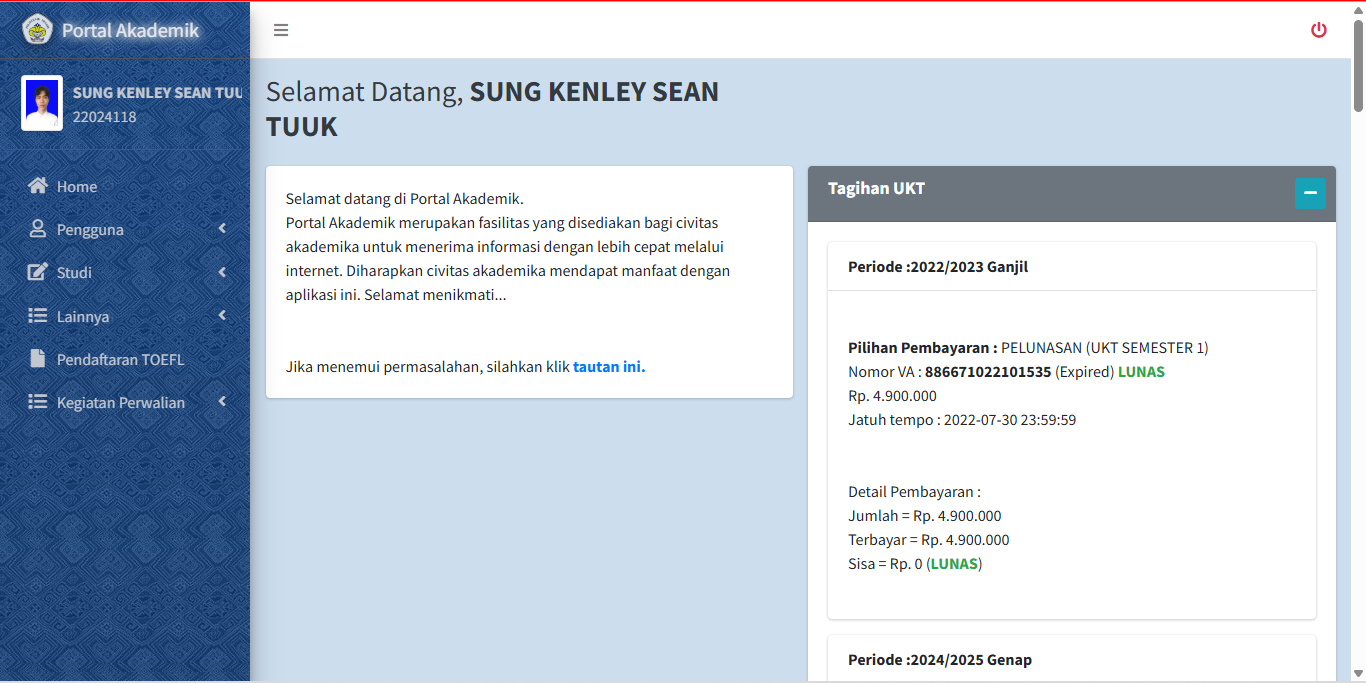 Portal Akademik
SUNG KENLEY SEAN TUU
22024118
Home
Pengguna
Studi
Lainnya
Pendaftaran TOEFL
Kegiatan Perwalian
Selamat Datang, SUNG KENLEY SEAN
TUUK
Selamat datang di Portal Akademik.
Portal Akademik merupakan fasilitas yang disediakan bagi civitas
akademika untuk menerima informasi dengan lebih cepat melalui
internet. Diharapkan civitas akademika mendapat manfaat dengan
aplikasi ini. Selamat menikmati...
Jika menemui permasalahan, silahkan klik tautan ini.
Tagihan UKT
Periode :2022/2023 Ganjil
Pilihan Pembayaran : PELUNASAN (UKT SEMESTER 1)
Nomor VA : 886671022101535 (Expired) LUNAS
Rp. 4.900.000
Jatuh tempo : 2022-07-30 23:59:59
Detail Pembayaran :
Jumlah = Rp. 4.900.000
Terbayar = Rp. 4.900.000
Sisa = Rp. 0 (LUNAS)
Periode :2024/2025 Genap